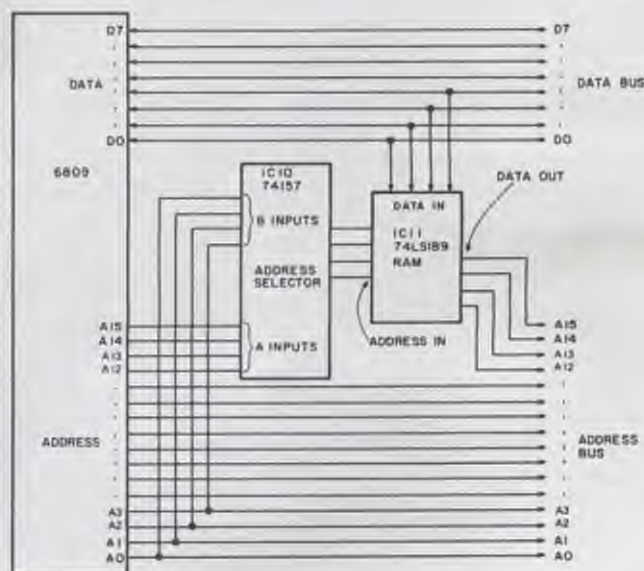 D7
DATA
D0
6809
IC10
74157
B INPUTS
ADDRESS
SELECTOR
A INPUTS
DATA IN
IC11
74LS189
RAM
ADDRESS IN
DATA OUT
D7
DATA BUS
D0
A15
A14
A13
A12
ADDRESS
A3
A2
A1
A0
A15
A14
A13
A12
ADDRESS
BUS
A3
A2
A1
A0